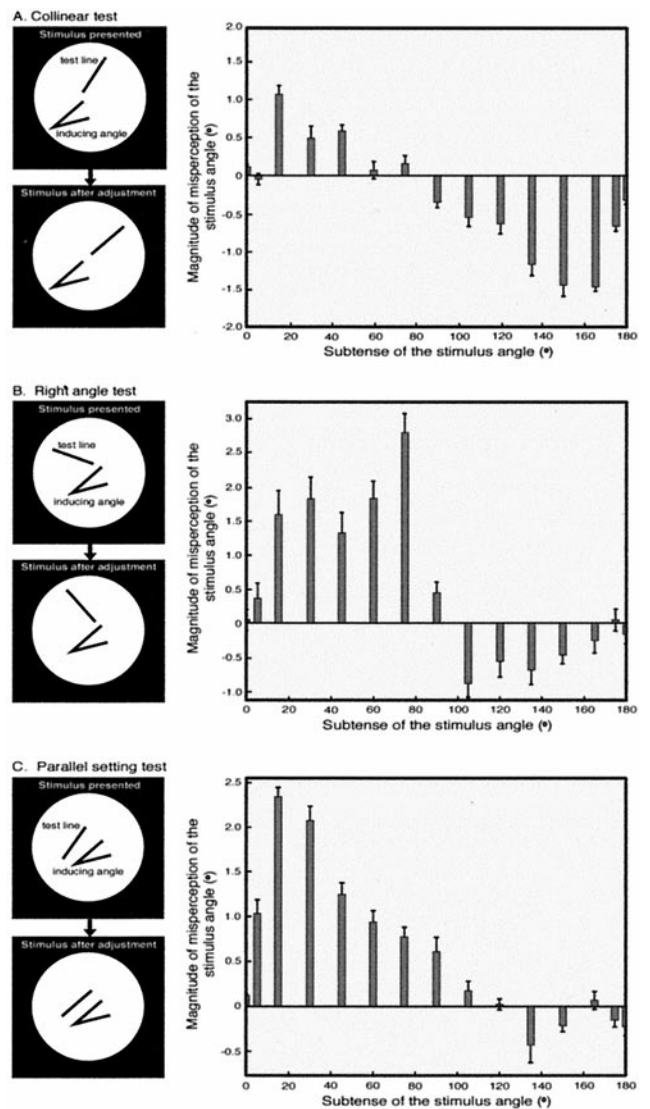 A. Collinear test
Stimulus presented
test line
inducing angle
Stimulus after adjustment
Magnitude of misperception of the
stimulus angle (°)
2.0
1.5
1.0
0.5
0
-0.5
-1.0
-1.5
-2.0
0 20 40 60 80 100 120 140 160 180
Subtense of the stimulus angle (°)
B. Right angle test
Stimulus presented
test line
inducing angle
Stimulus after adjustment
Magnitude of misperception of the
stimulus angle (°)
3.0
2.5
2.0
1.5
1.0
0.5
0
-0.5
-1.0
0 20 40 60 80 100 120 140 160 180
Subtense of the stimulus angle (°)
C. Parallel setting test
Stimulus presented
test line
inducing angle
Stimulus after adjustment
Magnitude of misperception of the
stimulus angle (°)
2.5
2.0
1.5
1.0
0.5
0
-0.5
0 20 40 60 80 100 120 140 160 180
Subtense of the stimulus angle (°)